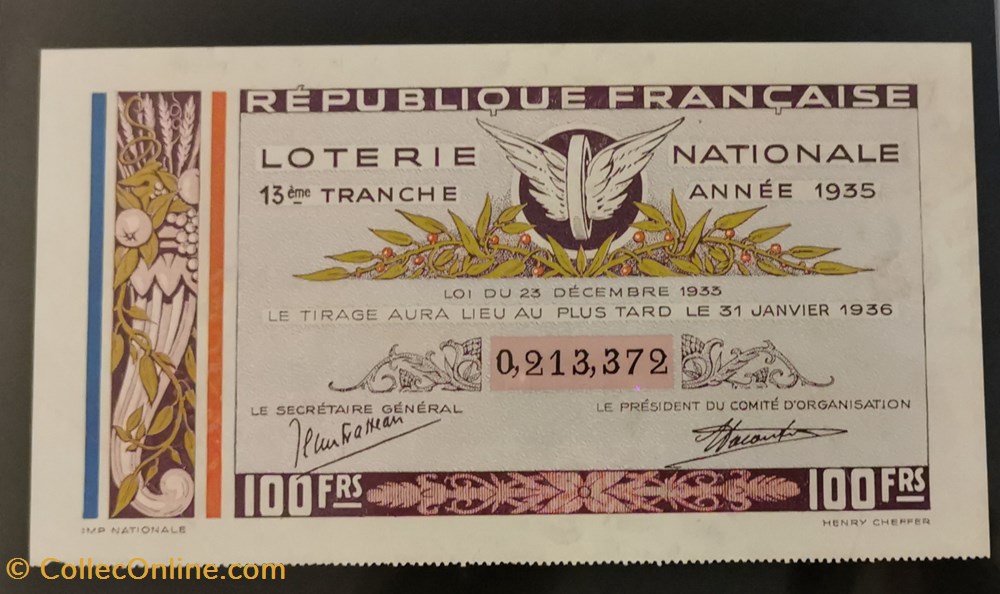 RÉPUBLIQUE FRANÇAISE
LOTERIE NATIONALE
13ème TRANCHE ANNÉE 1935
LOI DU 23 DÉCEMBRE 1933
LE TIRAGE AURA LIEU AU PLUS TARD LE 31 JANVIER 1936
0,213,372
LE SECRÉTAIRE GÉNÉRAL LE PRÉSIDENT DU COMITÉ D'ORGANISATION
100 FRS 100 FRS
IMP. NATIONALE HENRY CHEFFER
© CollecOnline.com